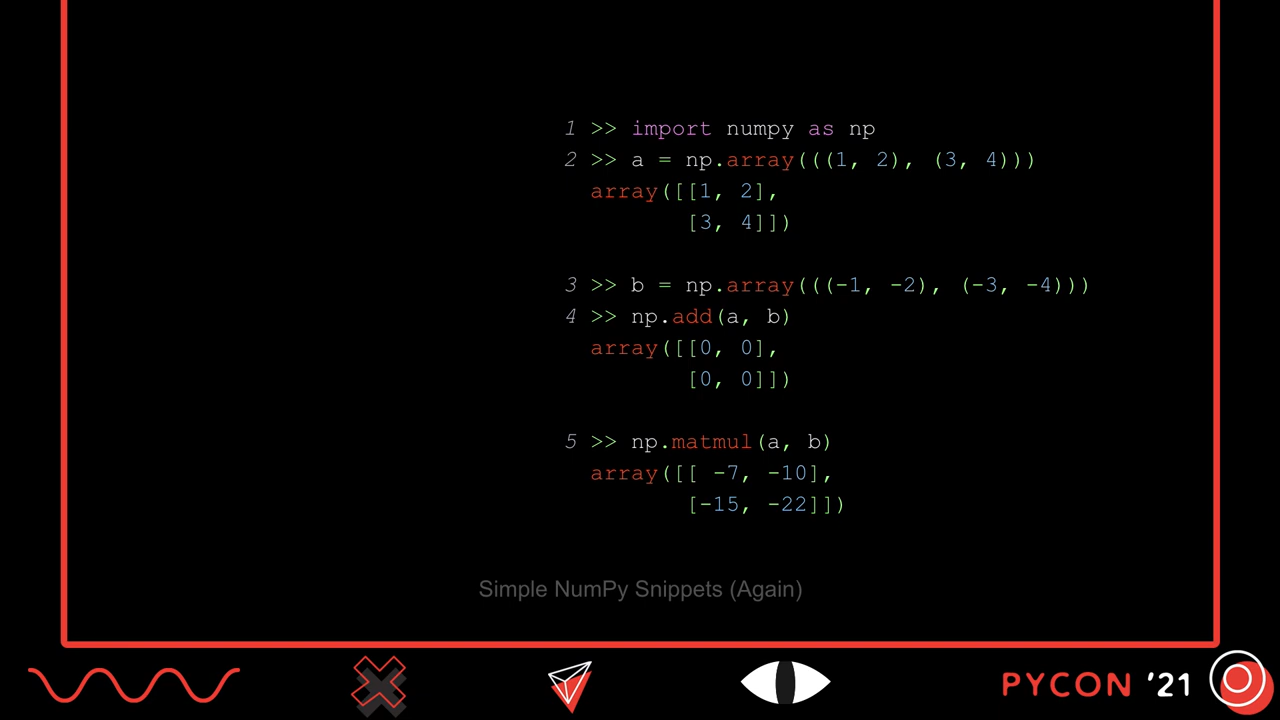 1 >> import numpy as np
2 >> a = np.array(((1, 2), (3, 4)))
array([[1, 2],
[3, 4]])
3 >> b = np.array(((-1, -2), (-3, -4)))
4 >> np.add(a, b)
array([[0, 0],
[0, 0]])
5 >> np.matmul(a, b)
array([[ -7, -10],
[-15, -22]])
Simple NumPy Snippets (Again)
PYCON '21